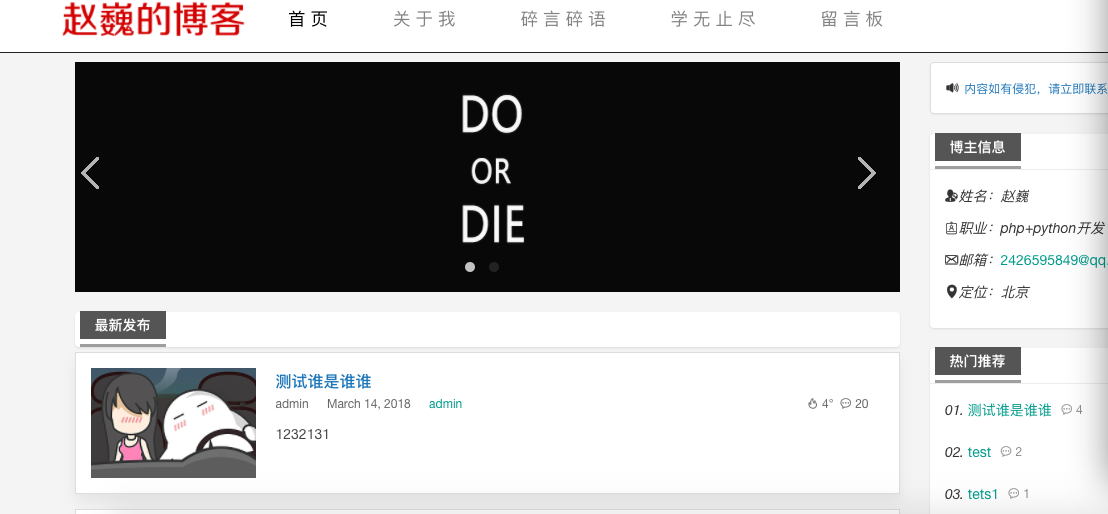 赵巍的博客
首页 关于我 碎言碎语 学无止尽 留言板
DO
OR
DIE
内容如有侵犯，请立即联系
博主信息
姓名：赵巍
职业：php+python开发
邮箱：2426595849@qq.
定位：北京
最新发布
测试谁是谁谁
admin March 14, 2018 admin 4° 20
1232131
热门推荐
01. 测试谁是谁谁 4
02. test 2
03. tets1 1